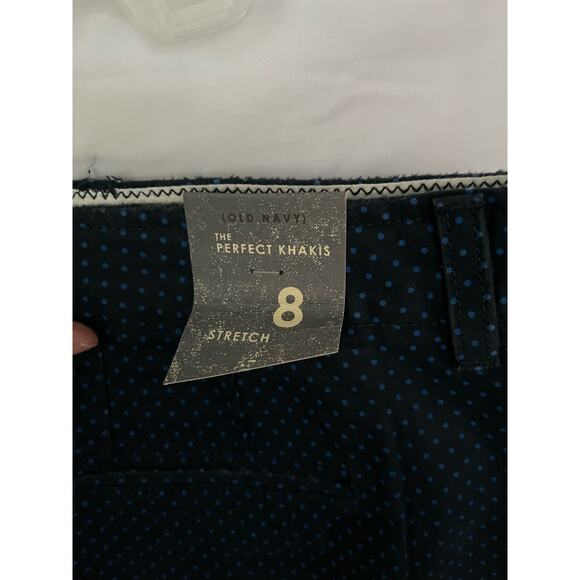 (OLD NAVY)
THE
PERFECT KHAKIS
8
STRETCH